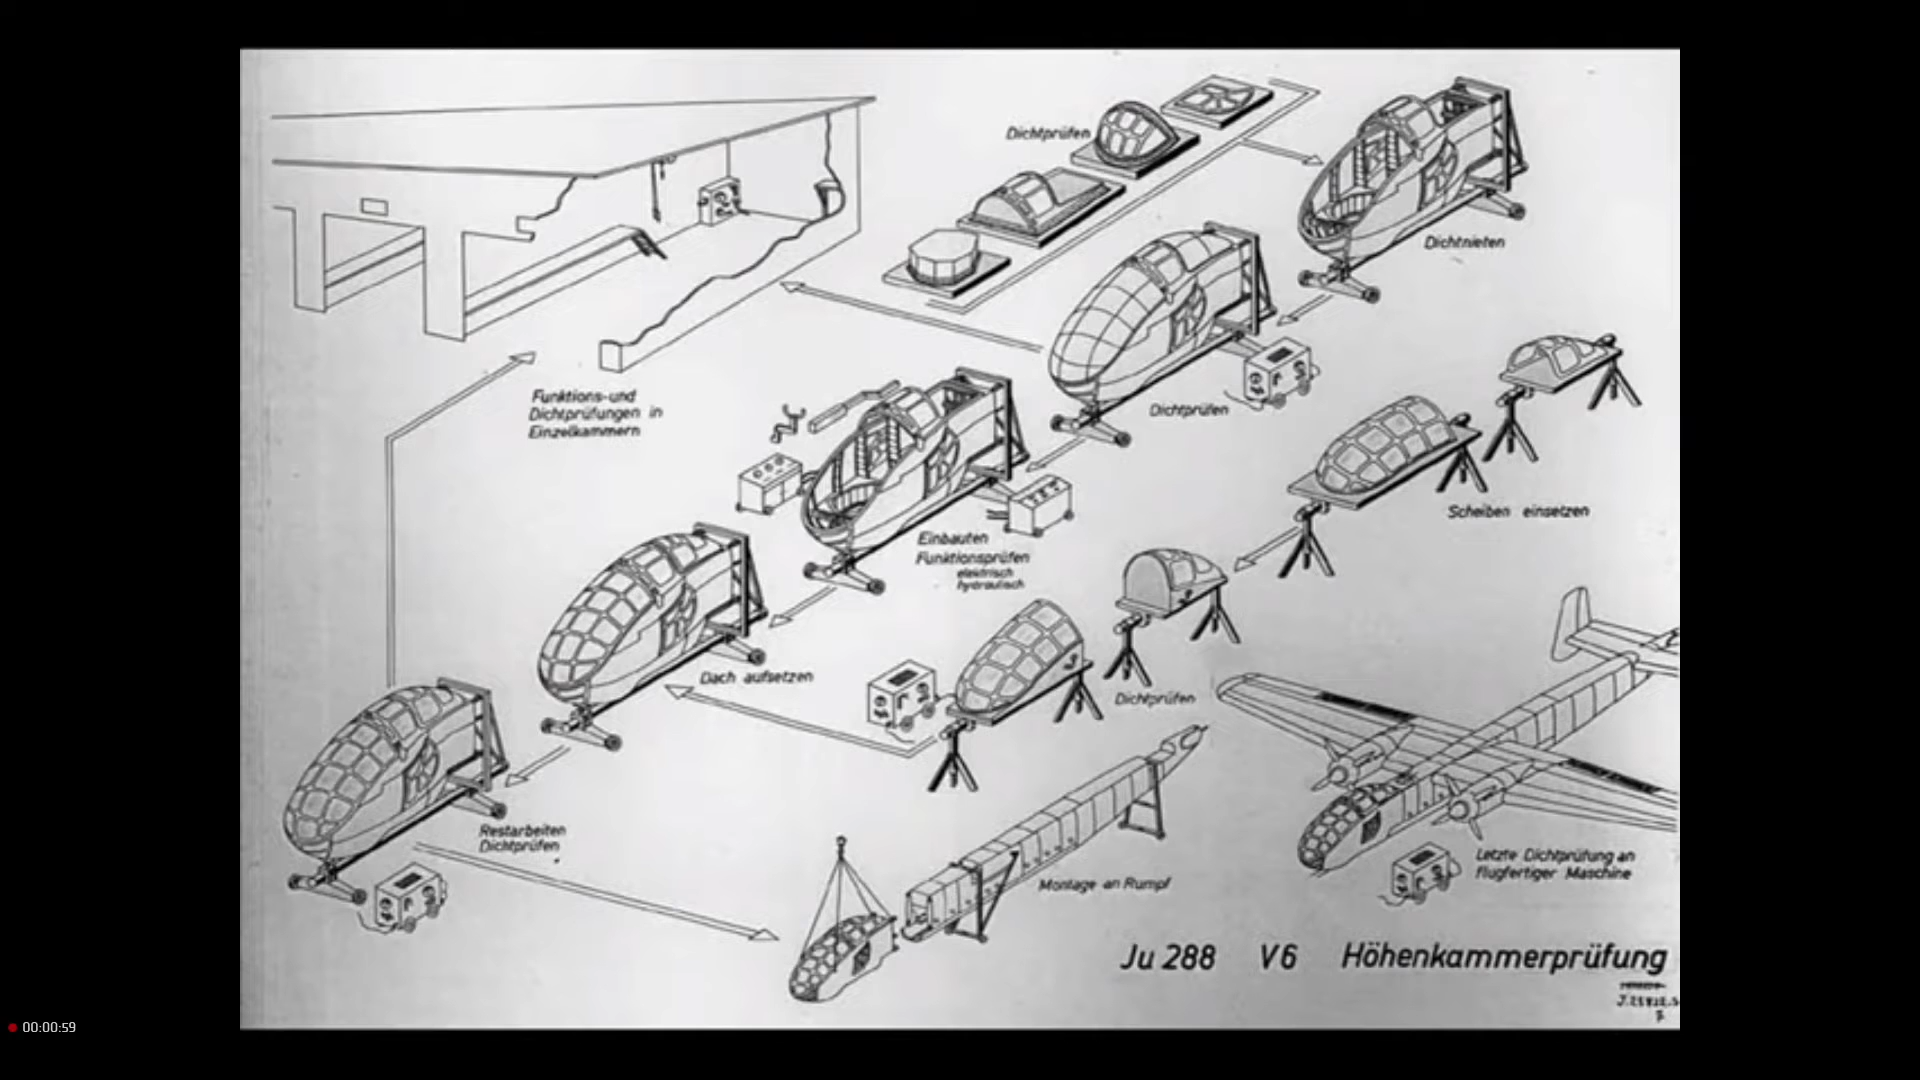 Dichtprüfen
Dichtnieten
Funktions-und
Dichtprüfungen in
Einzelkammern
Dichtprüfen
Scheiben einsetzen
Einbauten
Funktionsprüfen
elektrisch
hydraulisch
Dach aufsetzen
Dichtprüfen
Restarbeiten
Dichtprüfen
Montage an Rumpf
Letzte Dichtprüfung an
flugfertiger Maschine
Ju 288 V6 Höhenkammerprüfung
00:00:59